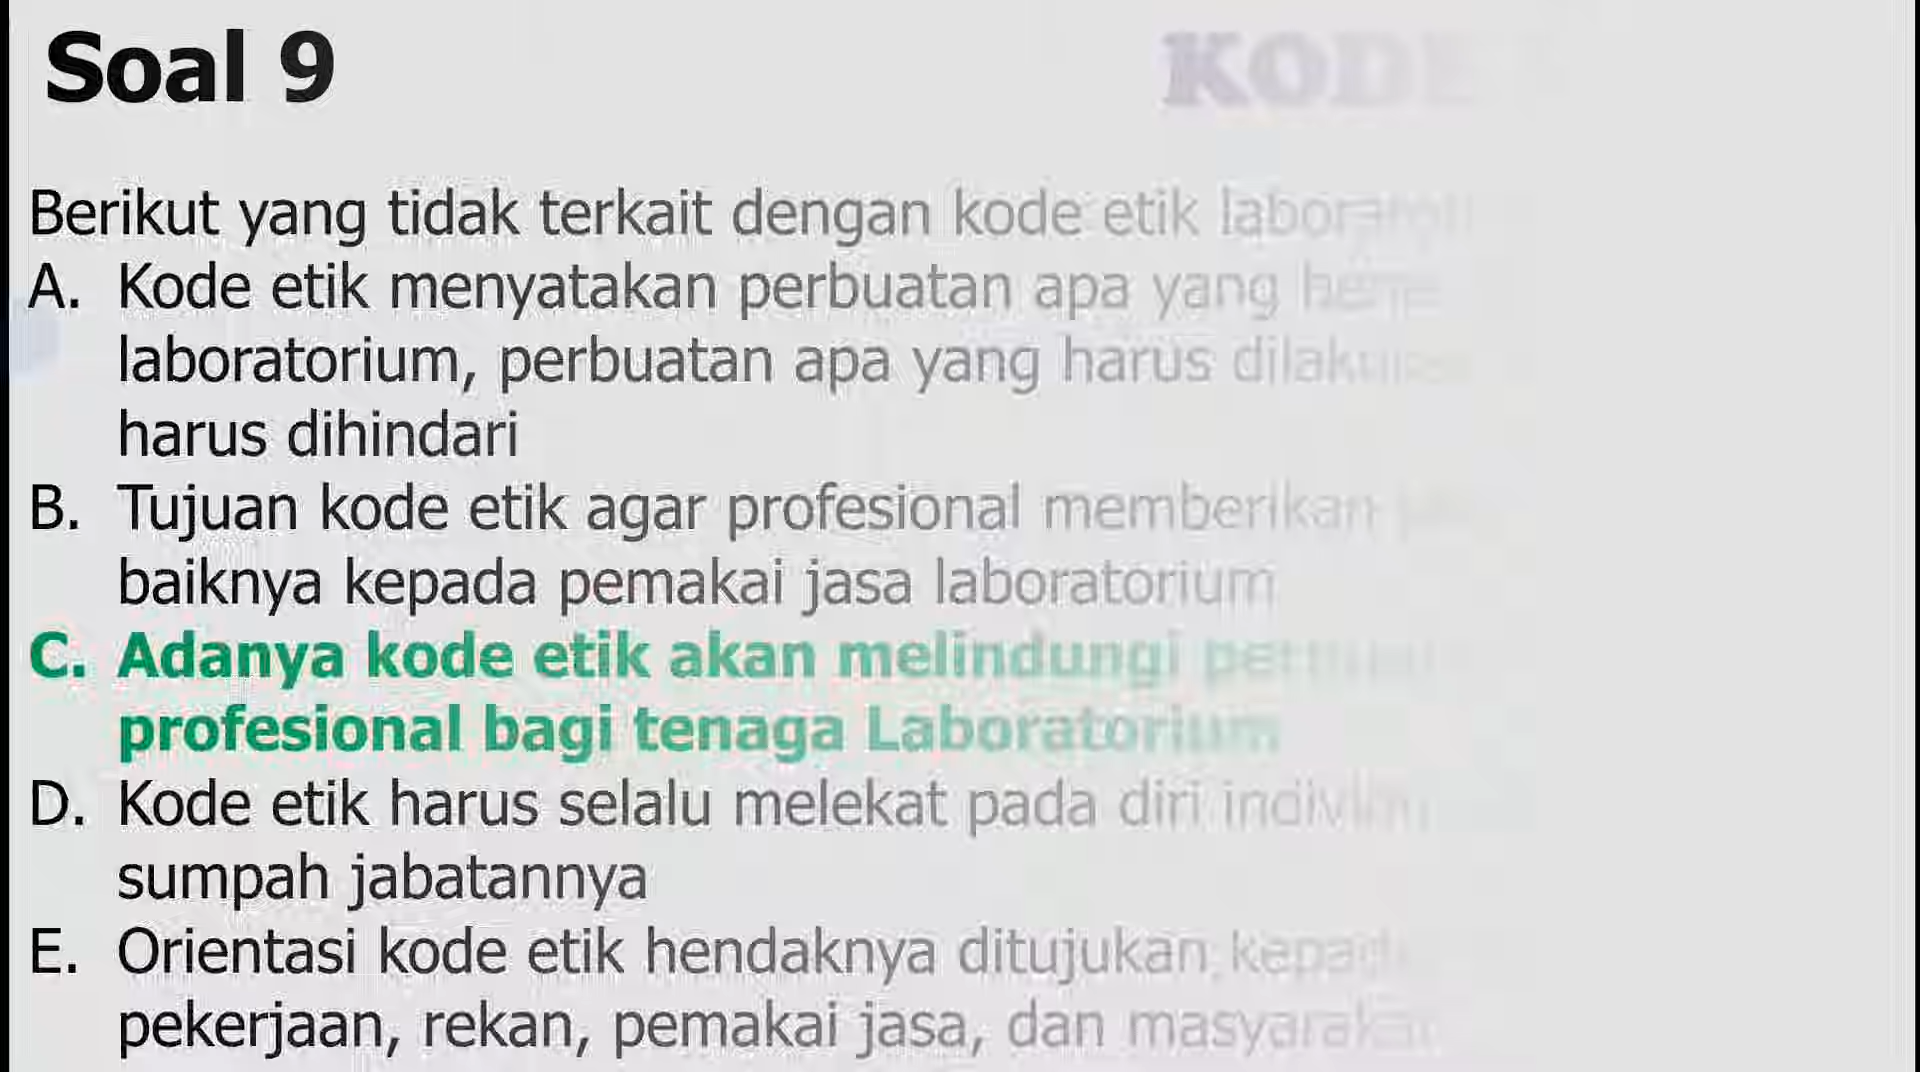 Soal 9
KODE
Berikut yang tidak terkait dengan kode etik
A. Kode etik menyatakan perbuatan apa yang
laboratorium, perbuatan apa yang harus
harus dihindari
B. Tujuan kode etik agar profesional memberikan
baiknya kepada pemakai jasa laboratorium
C. Adanya kode etik akan melindungi
profesional bagi tenaga Laboratorium
D. Kode etik harus selalu melekat pada diri
sumpah jabatannya
E. Orientasi kode etik hendaknya ditujukan
pekerjaan, rekan, pemakai jasa, dan masyarakat